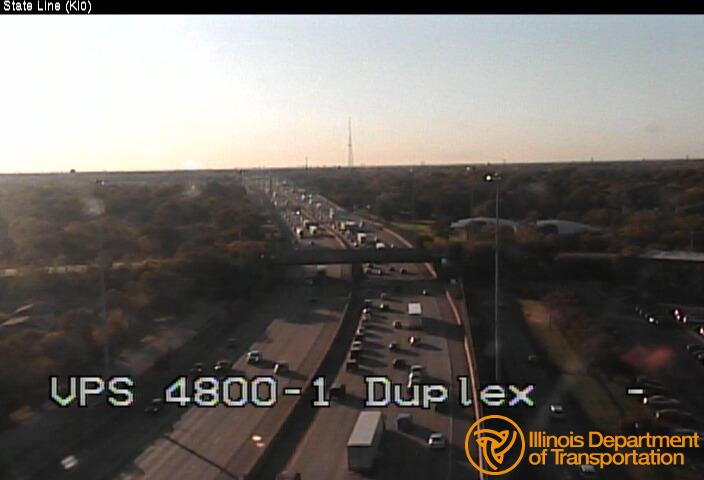 State Line (Kl0)
VPS 4800-1 Duplex -
Illinois Department
of Transportation